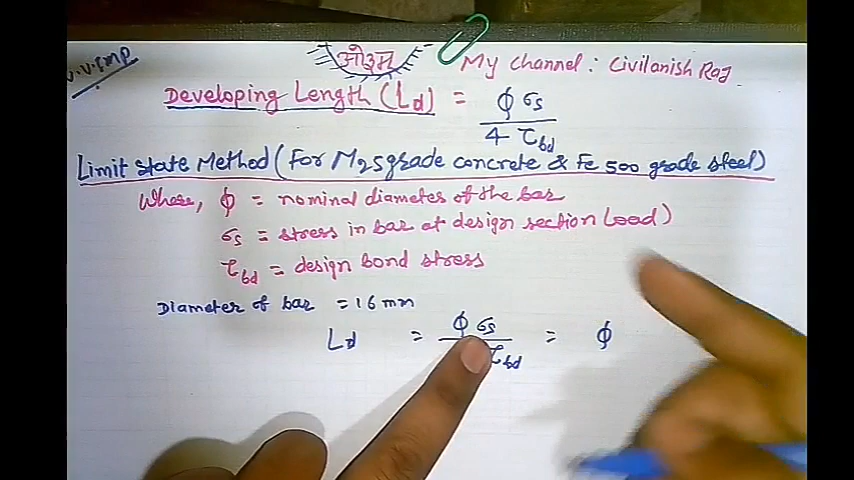 V.V.Imp
ओउम
My channel : Civilanish Raj
Developing Length (Ld) = ϕ σs / 4 τbd
Limit State Method (For M25 grade concrete & Fe 500 grade steel)
Where, ϕ = nominal diameter of the bar
σs = stress in bar at design section Load)
τbd = design bond stress
Diameter of bar = 16 mm
Ld = ϕ σs / τbd = ϕ